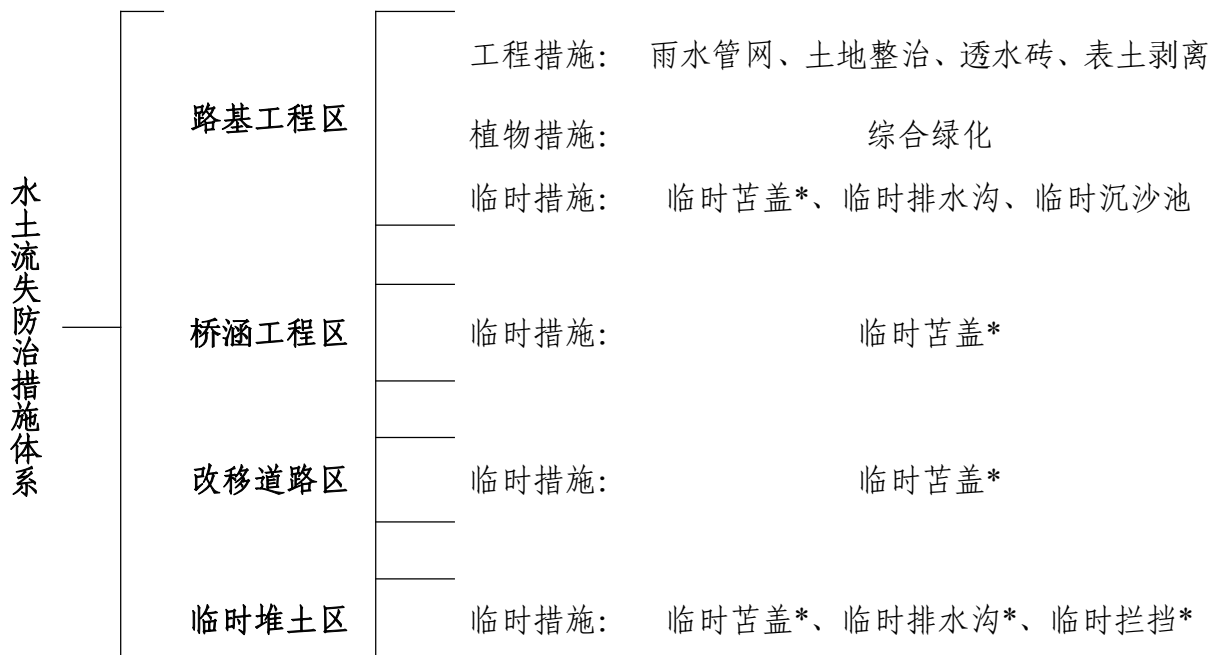 水土流失防治措施体系
路基工程区
工程措施: 雨水管网、土地整治、透水砖、表土剥离
植物措施: 综合绿化
临时措施: 临时苫盖*、临时排水沟、临时沉沙池
桥涵工程区
临时措施: 临时苫盖*
改移道路区
临时措施: 临时苫盖*
临时堆土区
临时措施: 临时苫盖*、临时排水沟*、临时拦挡*